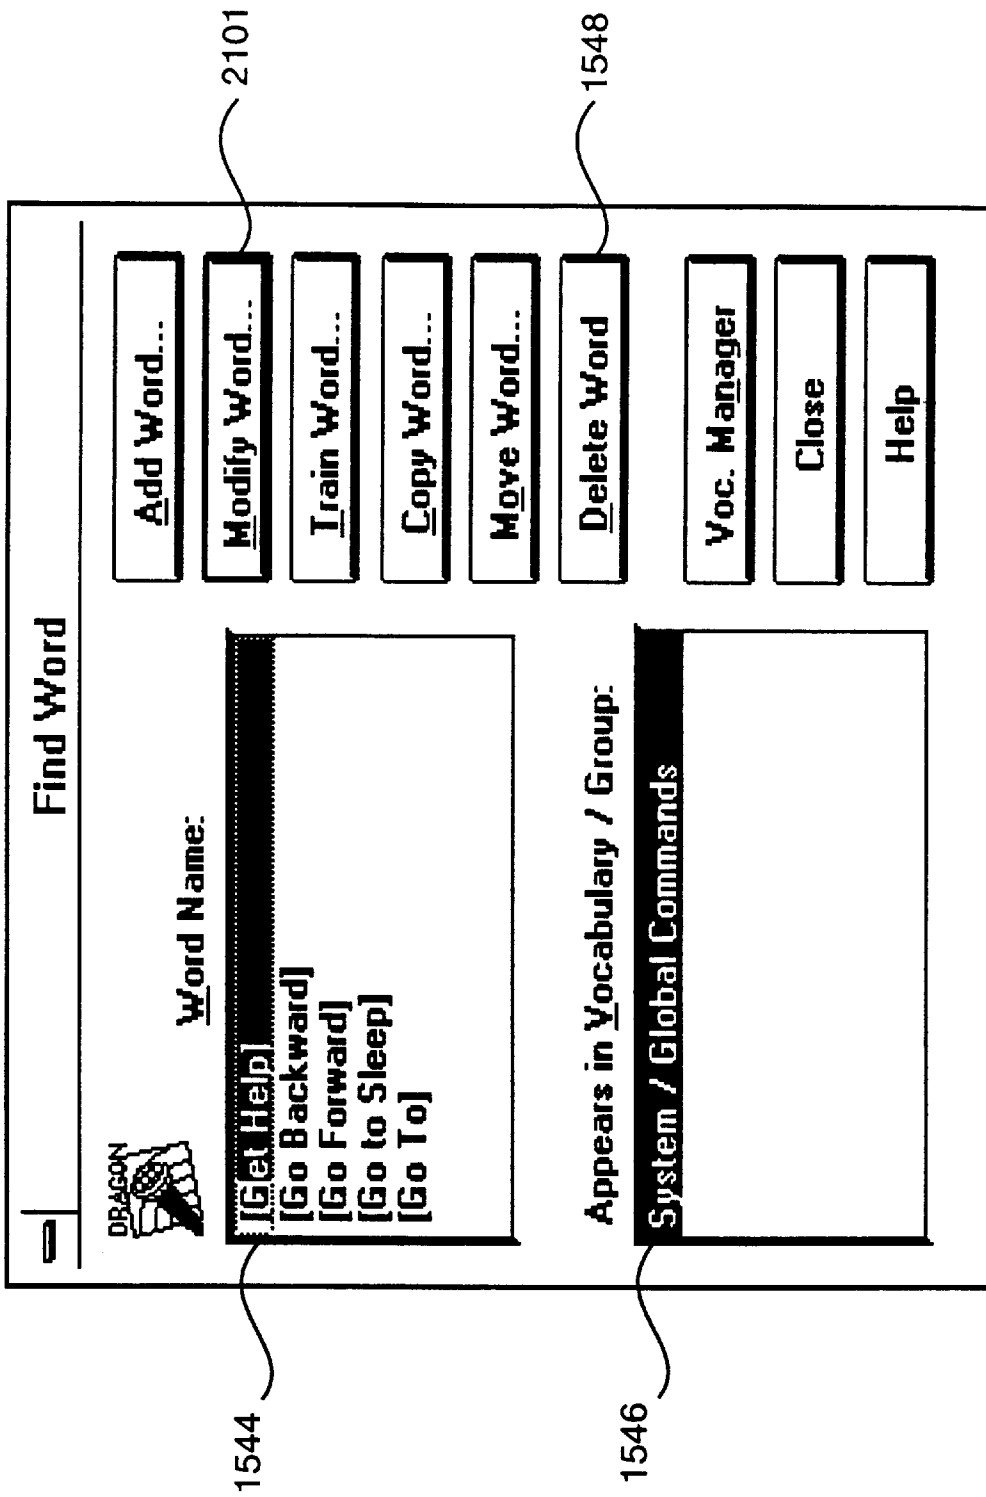 Find Word
DRAGON
Word Name:
[Get Help]
[Go Backward]
[Go Forward]
[Go to Sleep]
[Go To]
Appears in Vocabulary / Group:
System / Global Commands
Add Word...
Modify Word...
Train Word...
Copy Word...
Move Word...
Delete Word
Voc. Manager
Close
Help
1544
1546
2101
1548